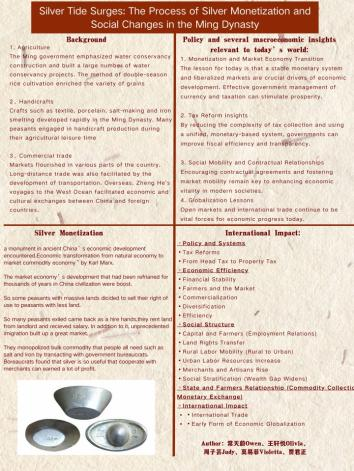 Silver Tide Surges: The Process of Silver Monetization and
Social Changes in the Ming Dynasty
Background
1. Agriculture
The Ming government emphasized water conservancy
construction and built a large number of water
conservancy projects. The method of double-season
rice cultivation enriched the variety of grains
2. Handicrafts
Crafts such as textile, porcelain, salt-making and iron
smelting developed rapidly in the Ming Dynasty. Many
peasants engaged in handicraft production during
their agricultural leisure time
3. Commercial trade
Markets flourished in various parts of the country.
Long-distance trade was also facilitated by the
development of transportation. Overseas, Zheng He's
voyages to the West Ocean facilitated economic and
cultural exchanges between China and foreign
countries.
Policy and several macroeconomic insights
relevant to today's world:
1. Monetization and Market Economy Transition
The lesson for today is that a stable monetary system
and liberalized markets are crucial drivers of economic
development. Effective government management of
currency and taxation can stimulate prosperity.
2. Tax Reform Insights
By reducing the complexity of tax collection and using
a unified, monetary-based system, governments can
improve fiscal efficiency and transparency.
3. Social Mobility and Contractual Relationships
Encouraging contractual agreements and fostering
market mobility remain key to enhancing economic
vitality in modern societies.
4. Globalization Lessons
Open markets and international trade continue to be
vital forces for economic progress today.
Silver Monetization
a monument in ancient China's economic development
encountered.Economic transformation from natural economy to
market commodity economy" by Karl Marx.
The market economy's development that had been refrained for
thousands of years in China civilization were boost.
So some peasants with massive lands divided to sell their right of
use to peasants with less land.
So many peasants exiled came back as a hire hands,they rent land
from landlord and recieved salary. In addition to it, unprecedented
imigration built up a great market.
They monopolized bulk commodity that people all need such as
salt and iron by transacting with government bureaucrats.
Bureaucrats found that silver is so useful that cooperate with
merchants can earned a lot of profit.
International Impact:
· Policy and Systems
• Tax Reforms
• From Head Tax to Property Tax
· Economic Efficiency
• Financial Stability
• Farmers and the Market
• Commercialization
• Diversification
• Efficiency
· Social Structure
• Capital and Farmers (Employment Relations)
• Land Rights Transfer
• Rural Labor Mobility (Rural to Urban)
• Urban Labor Resources Increase
• Merchants and Artisans Rise
• Social Stratification (Wealth Gap Widens)
· State and Farmers Relationship (Commodity Collectio
Monetary Exchange)
· International Impact
• • International Trade
• • Early Form of Economic Globalization
Author: 常天蔚Owen、王轩悦Olivia、
周子芸Judy、莫易菲Violetta、贾君正